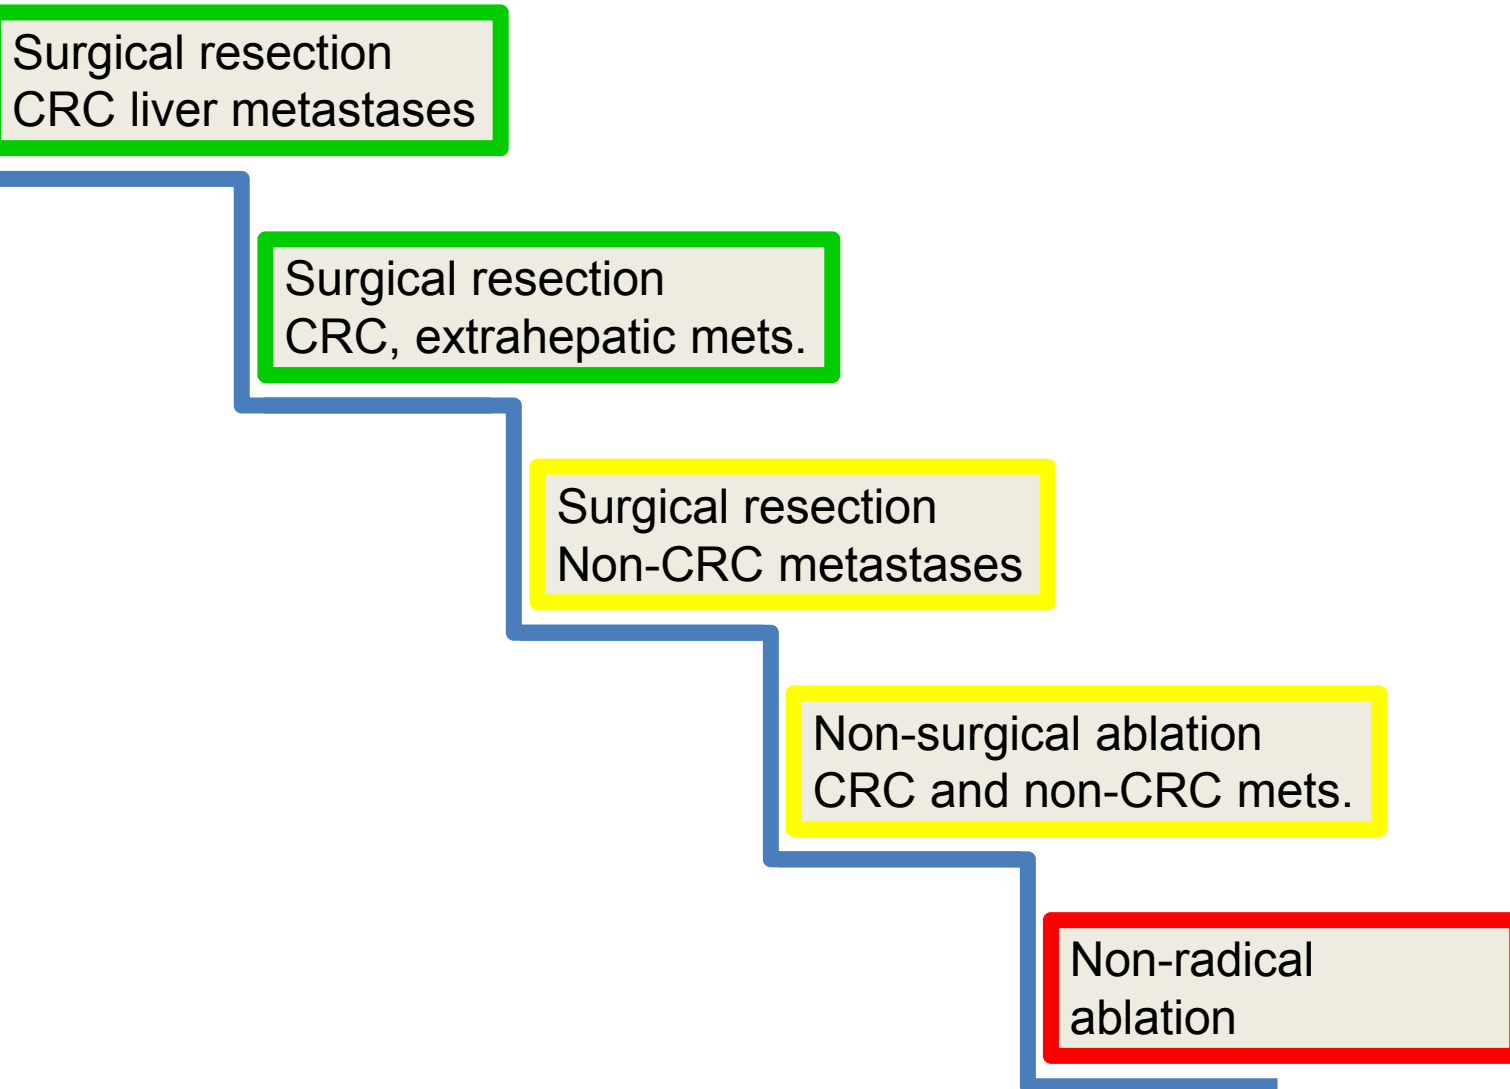 Surgical resection
CRC liver metastases
Surgical resection
CRC, extrahepatic mets.
Surgical resection
Non-CRC metastases
Non-surgical ablation
CRC and non-CRC mets.
Non-radical
ablation